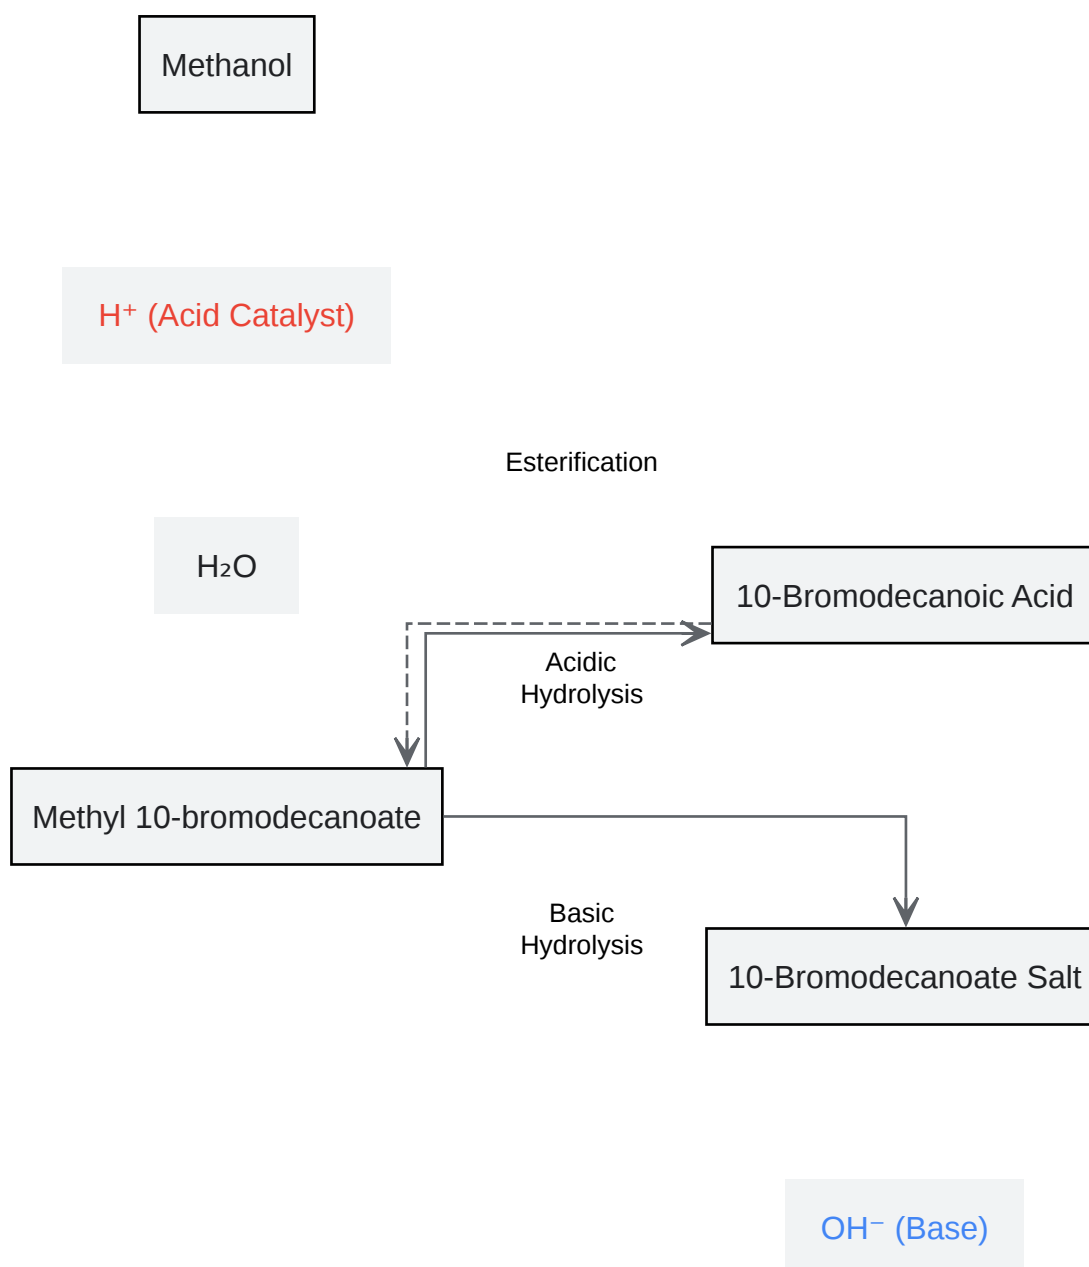 Methanol
H⁺ (Acid Catalyst)
Esterification
H₂O
10-Bromodecanoic Acid
Acidic
Hydrolysis
Methyl 10-bromodecanoate
Basic
Hydrolysis
10-Bromodecanoate Salt
OH⁻ (Base)